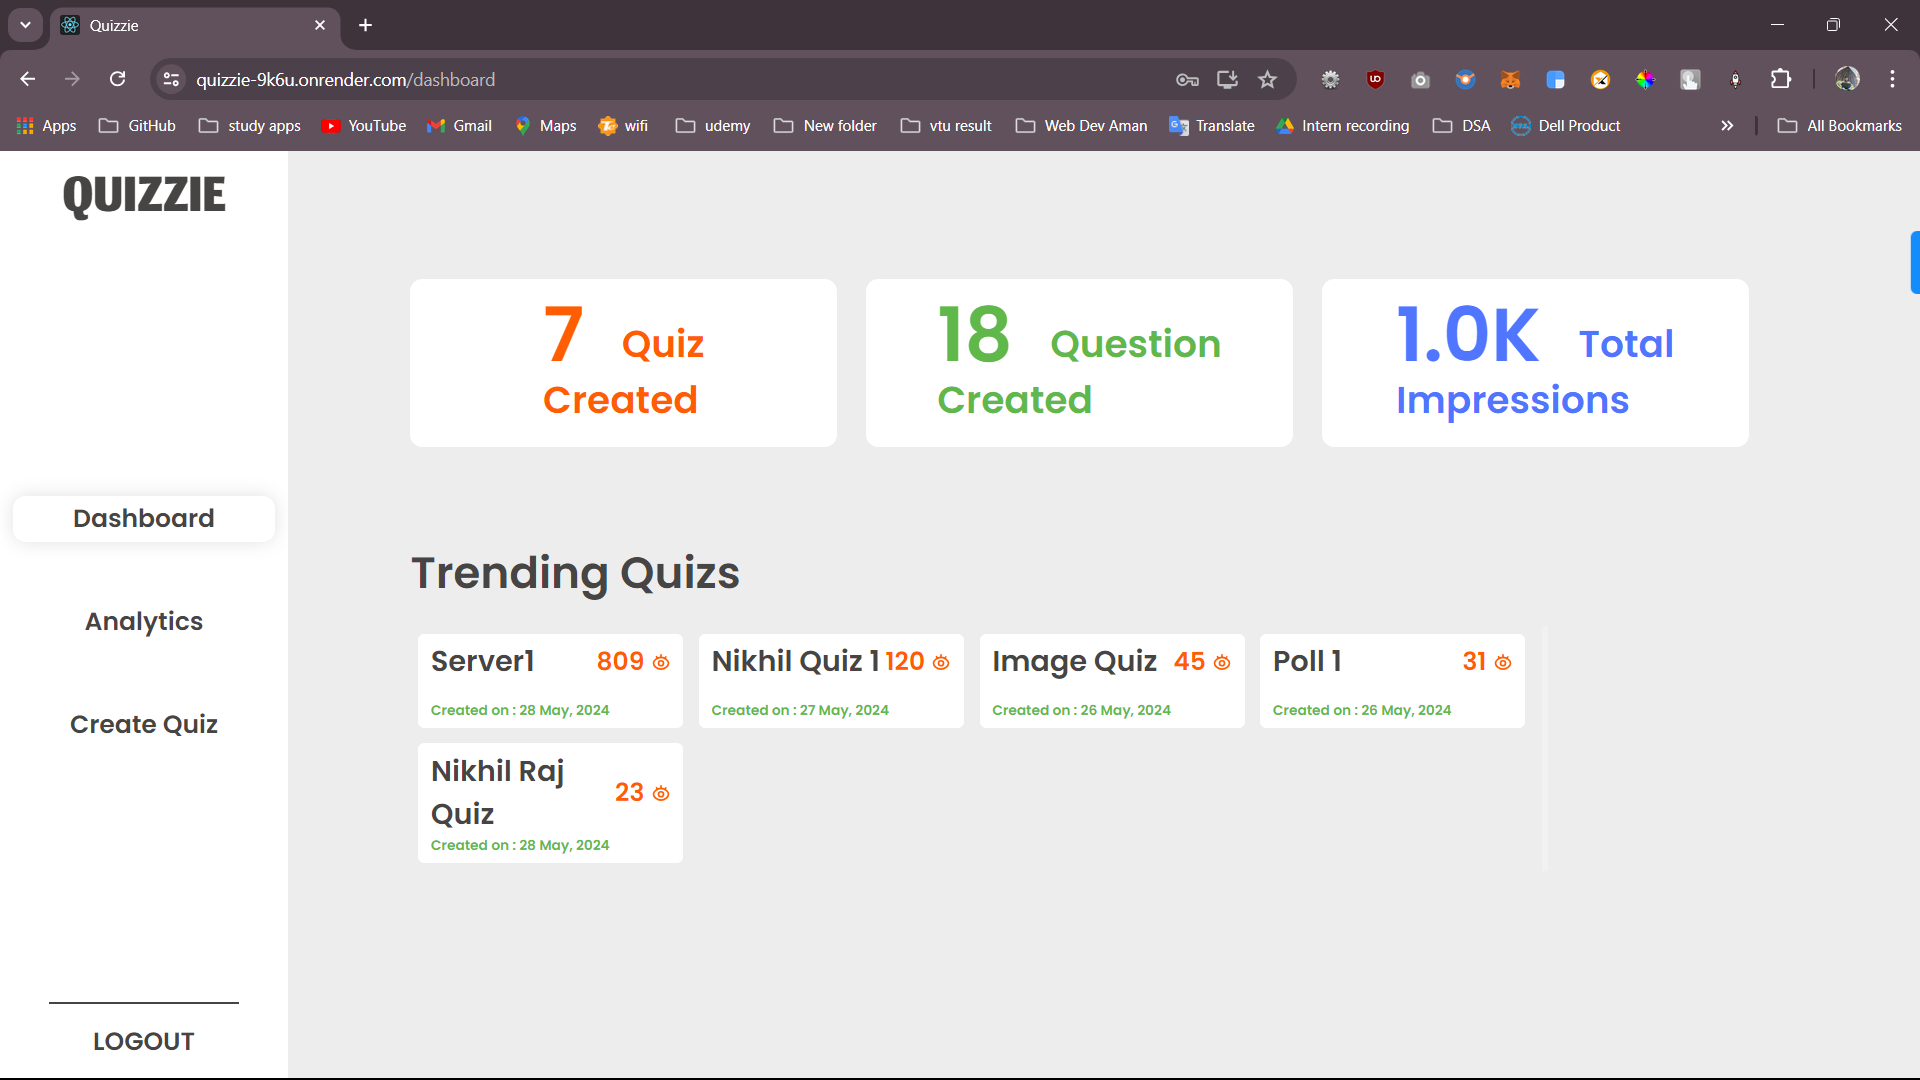 Quizzie
quizzie-9k6u.onrender.com/dashboard
Apps GitHub study apps YouTube Gmail Maps wifi udemy New folder vtu result Web Dev Aman Translate Intern recording DSA Dell Product All Bookmarks
QUIZZIE
Dashboard
Analytics
Create Quiz
LOGOUT
7 Quiz
Created
18 Question
Created
1.0K Total
Impressions
Trending Quizs
Server1 809
Created on : 28 May, 2024
Nikhil Quiz 1 120
Created on : 27 May, 2024
Image Quiz 45
Created on : 26 May, 2024
Poll 1 31
Created on : 26 May, 2024
Nikhil Raj
Quiz 23
Created on : 28 May, 2024